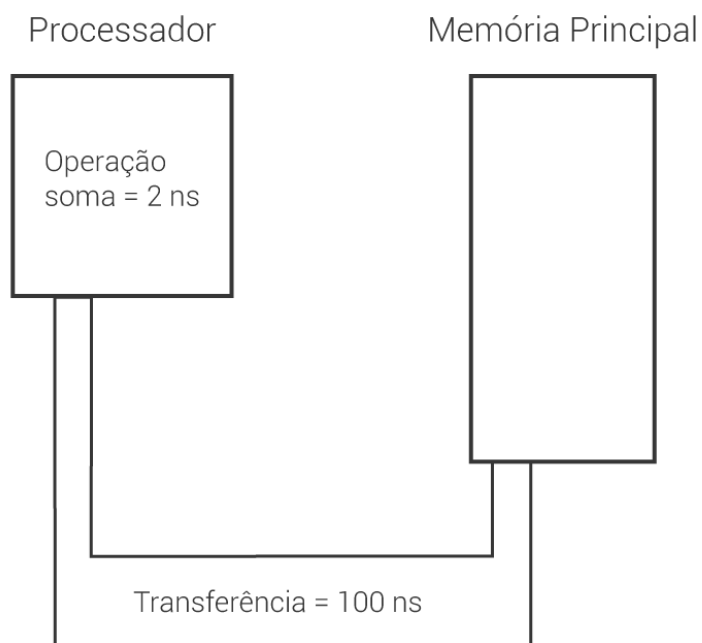 Processador
Memória Principal
Operação
soma = 2 ns
Transferência = 100 ns